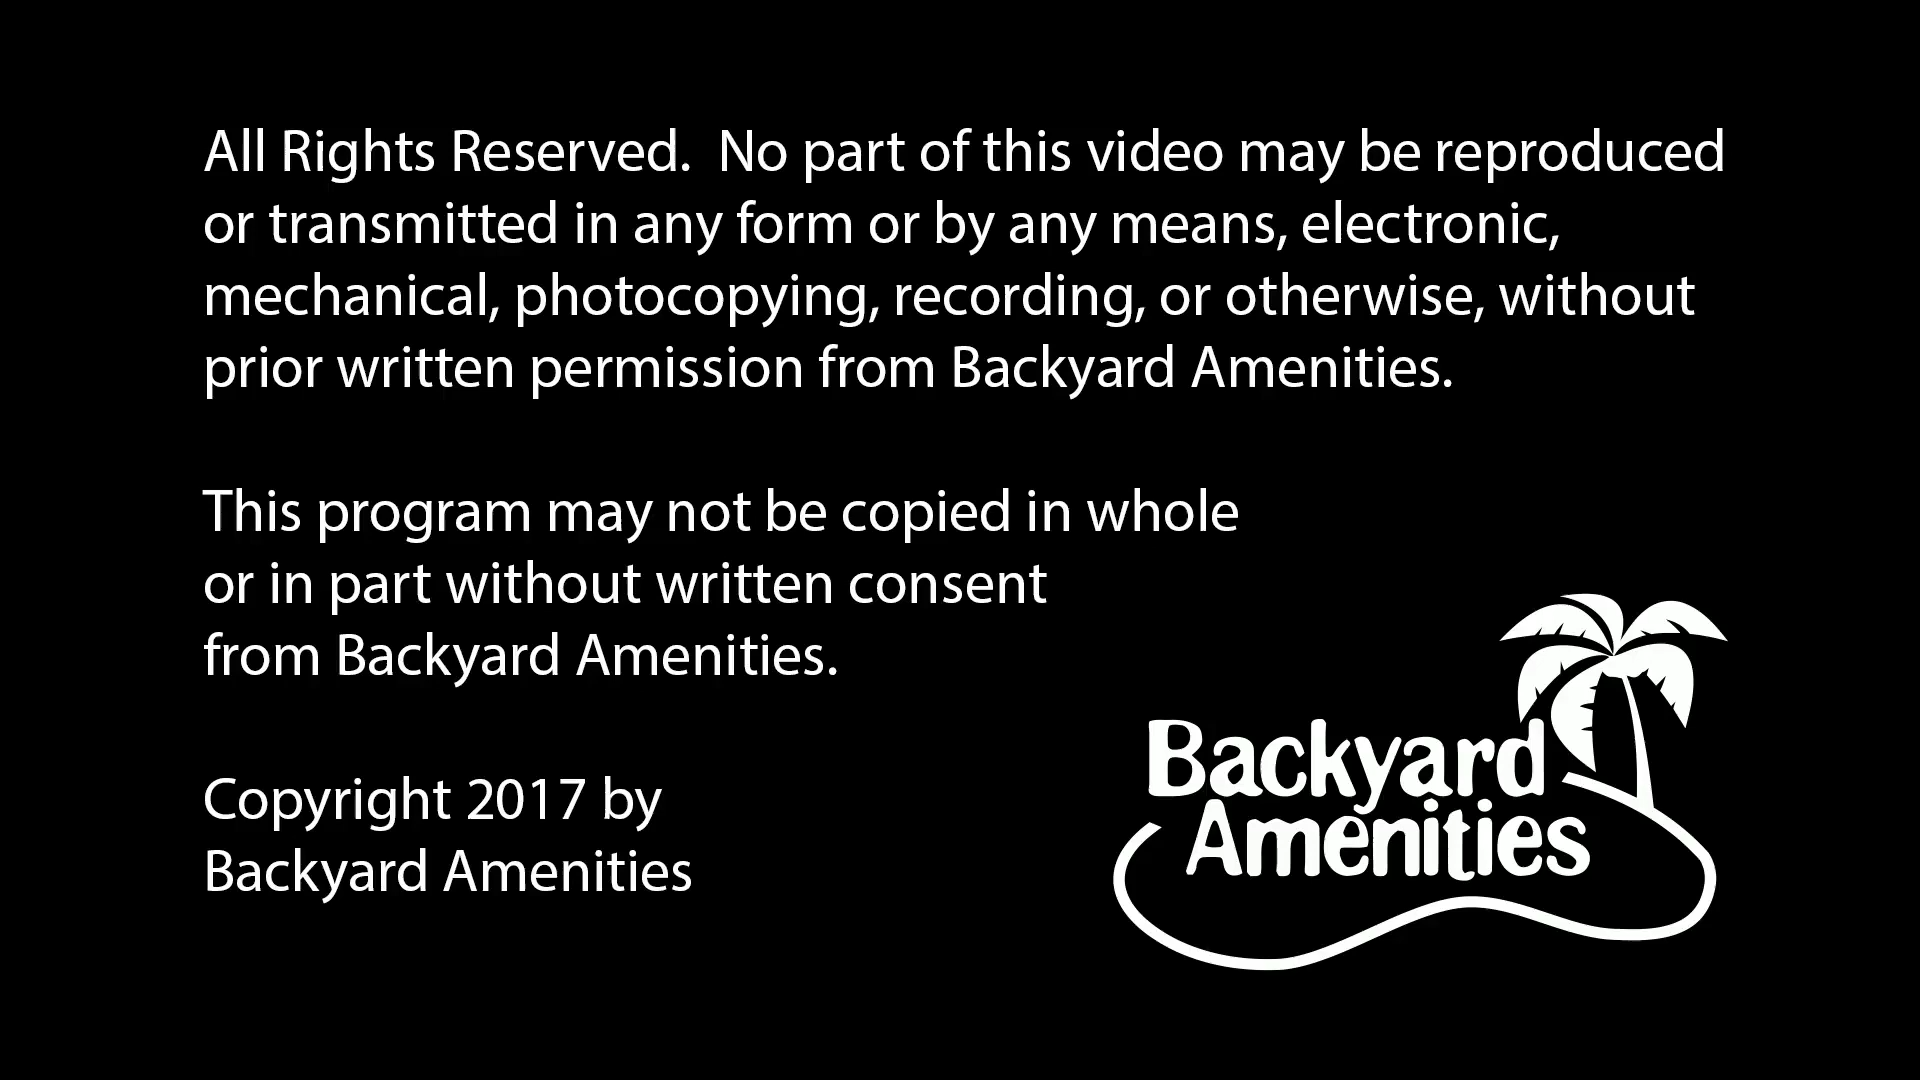 All Rights Reserved.  No part of this video may be reproduced
or transmitted in any form or by any means, electronic,
mechanical, photocopying, recording, or otherwise, without
prior written permission from Backyard Amenities.
This program may not be copied in whole
or in part without written consent
from Backyard Amenities.
Copyright 2017 by
Backyard Amenities
Backyard
Amenities